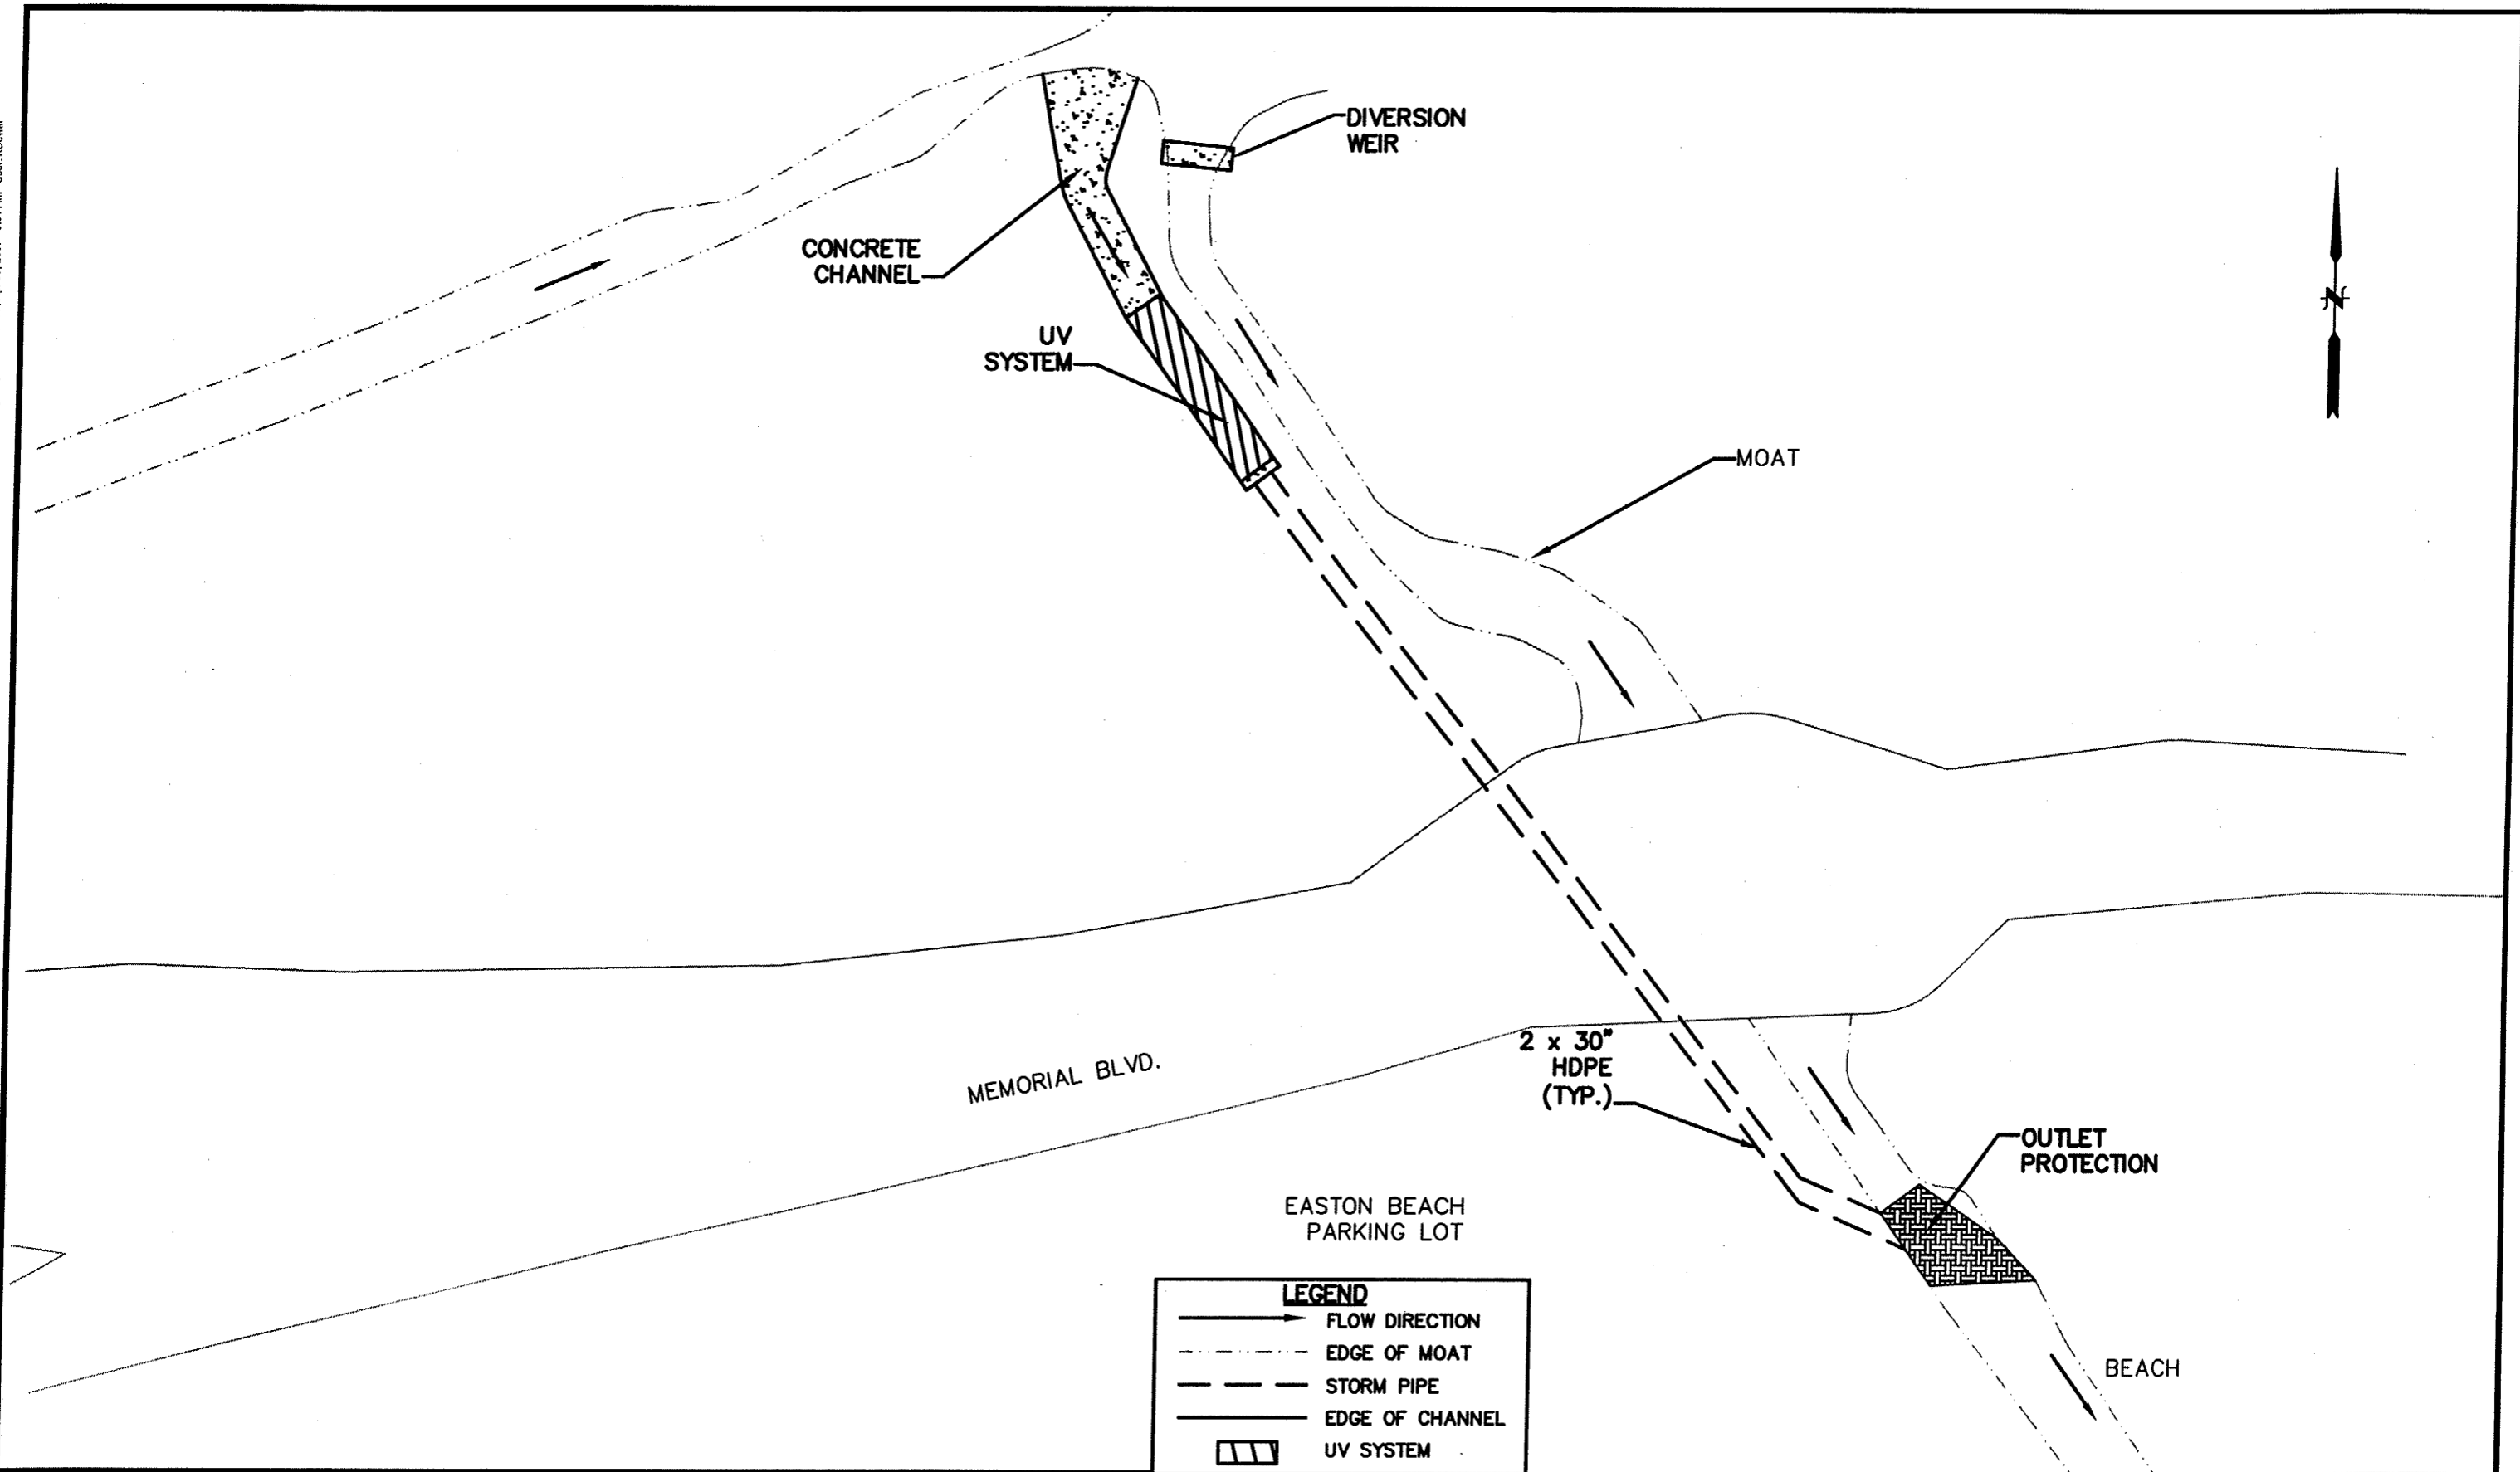 DIVERSION
WEIR
CONCRETE
CHANNEL
UV
SYSTEM
N
MOAT
MEMORIAL BLVD.
2 x 30"
HDPE
(TYP.)
OUTLET
PROTECTION
EASTON BEACH
PARKING LOT
BEACH
LEGEND
FLOW DIRECTION
EDGE OF MOAT
STORM PIPE
EDGE OF CHANNEL
UV SYSTEM